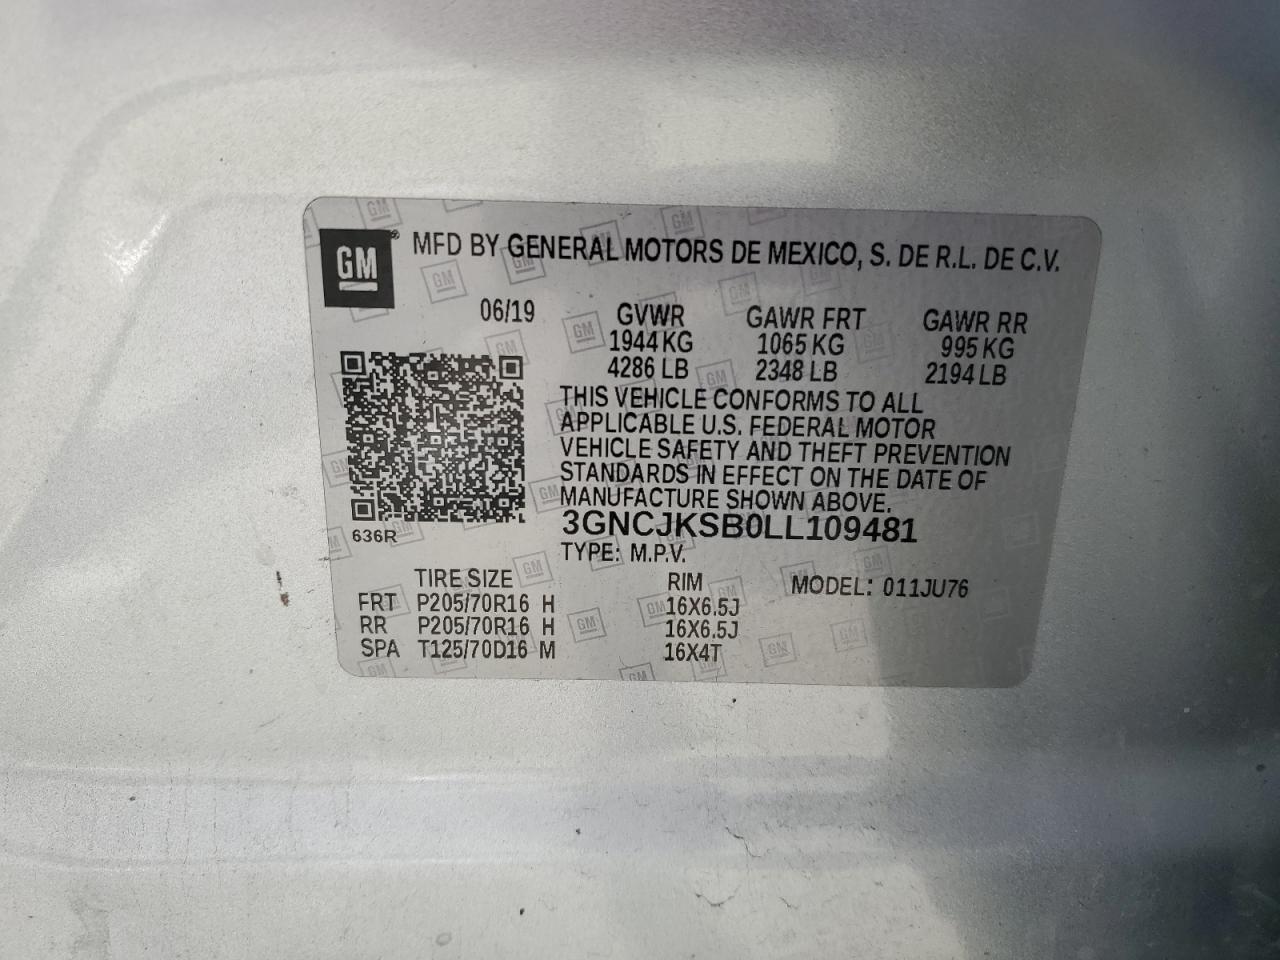 GM® MFD BY GENERAL MOTORS DE MEXICO, S. DE R.L. DE C.V.
06/19 GVWR GAWR FRT GAWR RR
1944 KG 1065 KG 995 KG
4286 LB 2348 LB 2194 LB
THIS VEHICLE CONFORMS TO ALL
APPLICABLE U.S. FEDERAL MOTOR
VEHICLE SAFETY AND THEFT PREVENTION
STANDARDS IN EFFECT ON THE DATE OF
MANUFACTURE SHOWN ABOVE.
3GNCJKSB0LL109481
636R
TYPE: M.P.V.
TIRE SIZE RIM MODEL: 011JU76
FRT P205/70R16 H 16X6.5J
RR P205/70R16 H 16X6.5J
SPA T125/70D16 M 16X4T